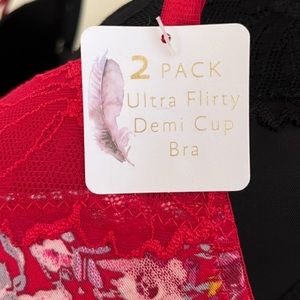 2 PACK
Ultra Flirty
Demi Cup
Bra